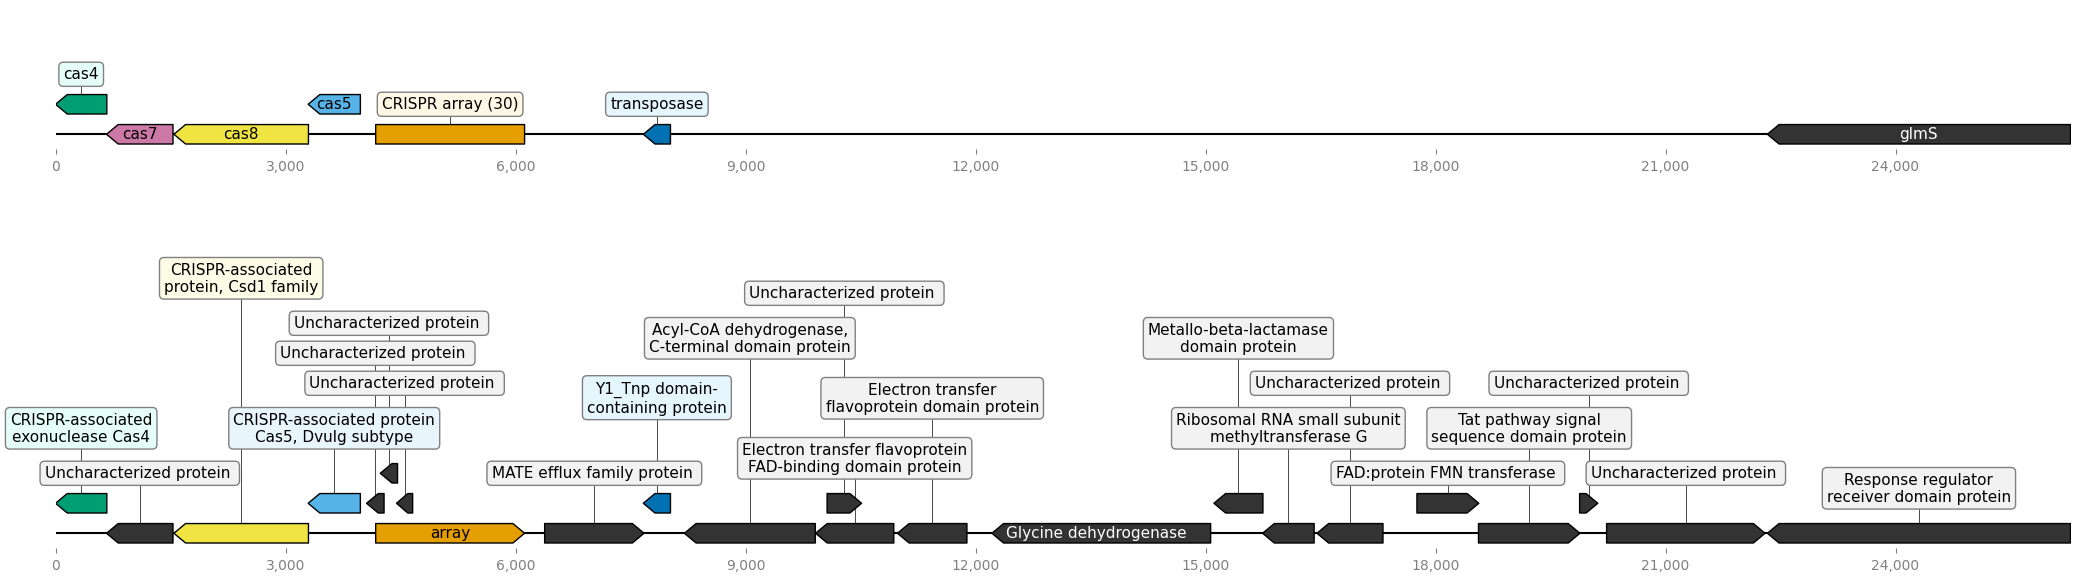 cas4
cas5
CRISPR array (30)
transposase
cas7
cas8
glmS
0
3,000
6,000
9,000
12,000
15,000
18,000
21,000
24,000
CRISPR-associated
protein, Csd1 family
Uncharacterized protein
Uncharacterized protein
Acyl-CoA dehydrogenase,
C-terminal domain protein
Metallo-beta-lactamase
domain protein
Uncharacterized protein
Uncharacterized protein
Y1_Tnp domain-
containing protein
Electron transfer
flavoprotein domain protein
Uncharacterized protein
Uncharacterized protein
CRISPR-associated
exonuclease Cas4
CRISPR-associated protein
Cas5, Dvulg subtype
Electron transfer flavoprotein
FAD-binding domain protein
Ribosomal RNA small subunit
methyltransferase G
Tat pathway signal
sequence domain protein
Uncharacterized protein
MATE efflux family protein
FAD:protein FMN transferase
Uncharacterized protein
Response regulator
receiver domain protein
array
Glycine dehydrogenase
0
3,000
6,000
9,000
12,000
15,000
18,000
21,000
24,000